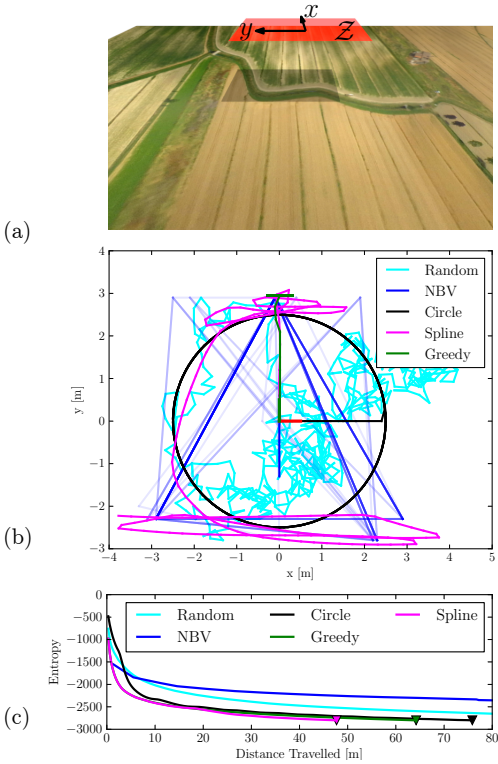 x
y
Z
(a)
4
3
2
1
0
−1
−2
−3
y [m]
Random
NBV
Circle
Spline
Greedy
−4 −3 −2 −1 0 1 2 3 4 5
x [m]
(b)
0
−500
−1000
−1500
−2000
−2500
−3000
Entropy
Random Circle Spline
NBV Greedy
0 10 20 30 40 50 60 70 80
Distance Travelled [m]
(c)